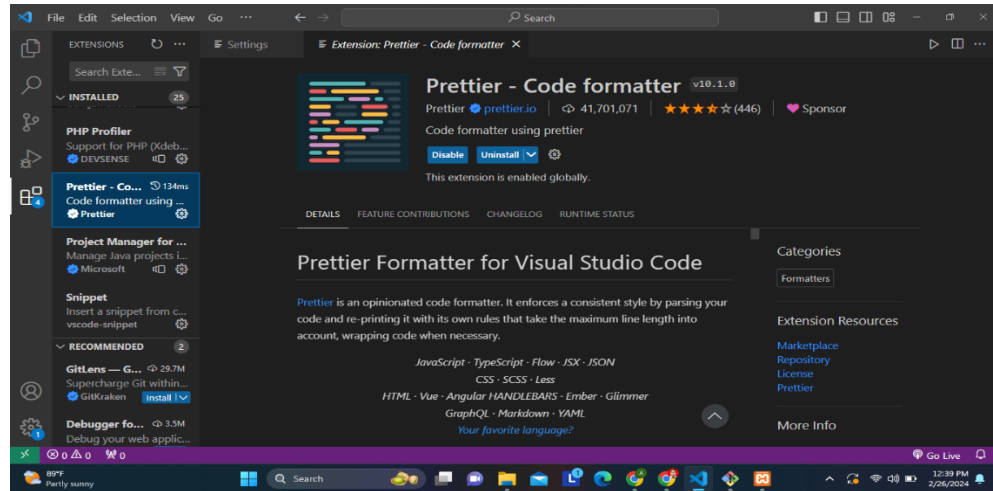 File Edit Selection View Go ··· Search
EXTENSIONS
Settings
Extension: Prettier - Code formatter
Search Exte...
INSTALLED 25
PHP Profiler
Support for PHP (Xdeb...
DEVSENSE
Prettier - Co... 134ms
Code formatter using ...
Prettier
Project Manager for ...
Manage Java projects i...
Microsoft
Snippet
Insert a snippet from c...
vscode-snippet
RECOMMENDED 2
GitLens — G... 29.7M
Supercharge Git within...
GitKraken Install
Debugger fo... 3.5M
Debug your web applic...
4
1
Prettier - Code formatter v10.1.0
Prettier prettier.io 41,701,071 (446) Sponsor
Code formatter using prettier
Disable Uninstall
This extension is enabled globally.
DETAILS FEATURE CONTRIBUTIONS CHANGELOG RUNTIME STATUS
Prettier Formatter for Visual Studio Code
Prettier is an opinionated code formatter. It enforces a consistent style by parsing your
code and re-printing it with its own rules that take the maximum line length into
account, wrapping code when necessary.
JavaScript · TypeScript · Flow · JSX · JSON
CSS · SCSS · Less
HTML · Vue · Angular HANDLEBARS · Ember · Glimmer
GraphQL · Markdown · YAML
Your favorite language?
Categories
Formatters
Extension Resources
Marketplace
Repository
License
Prettier
More Info
0 0 0 Go Live
89°F
Partly sunny
Search
12:39 PM
2/26/2024